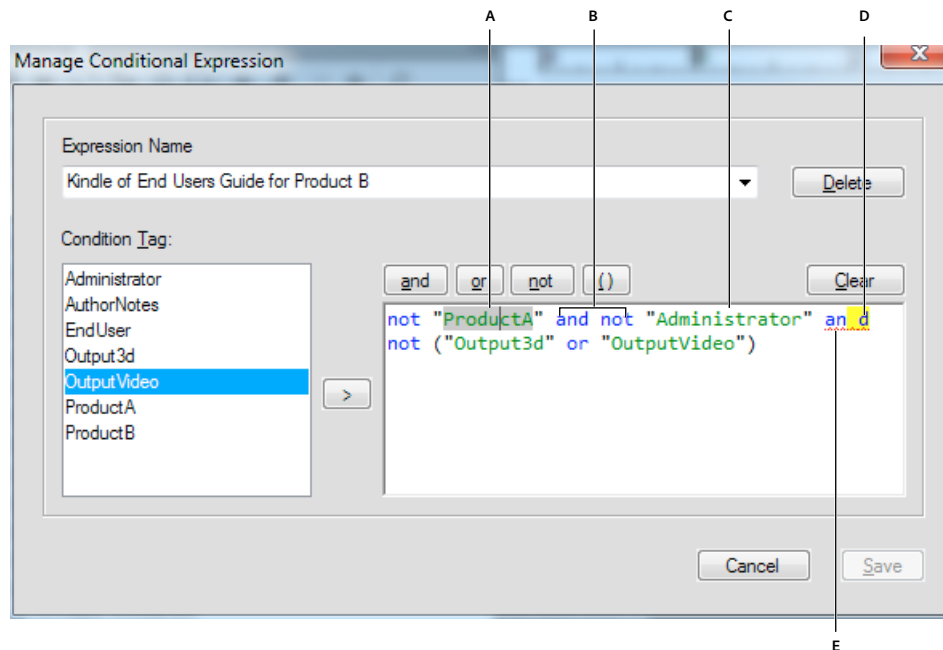 A B C D
Manage Conditional Expression
X
Expression Name
Kindle of End Users Guide for Product B
Delete
Condition Tag:
and or not () Clear
Administrator
AuthorNotes
EndUser
Output3d
OutputVideo
ProductA
ProductB
>
not "ProductA" and not "Administrator" an d
not ("Output3d" or "OutputVideo")
Cancel Save
E